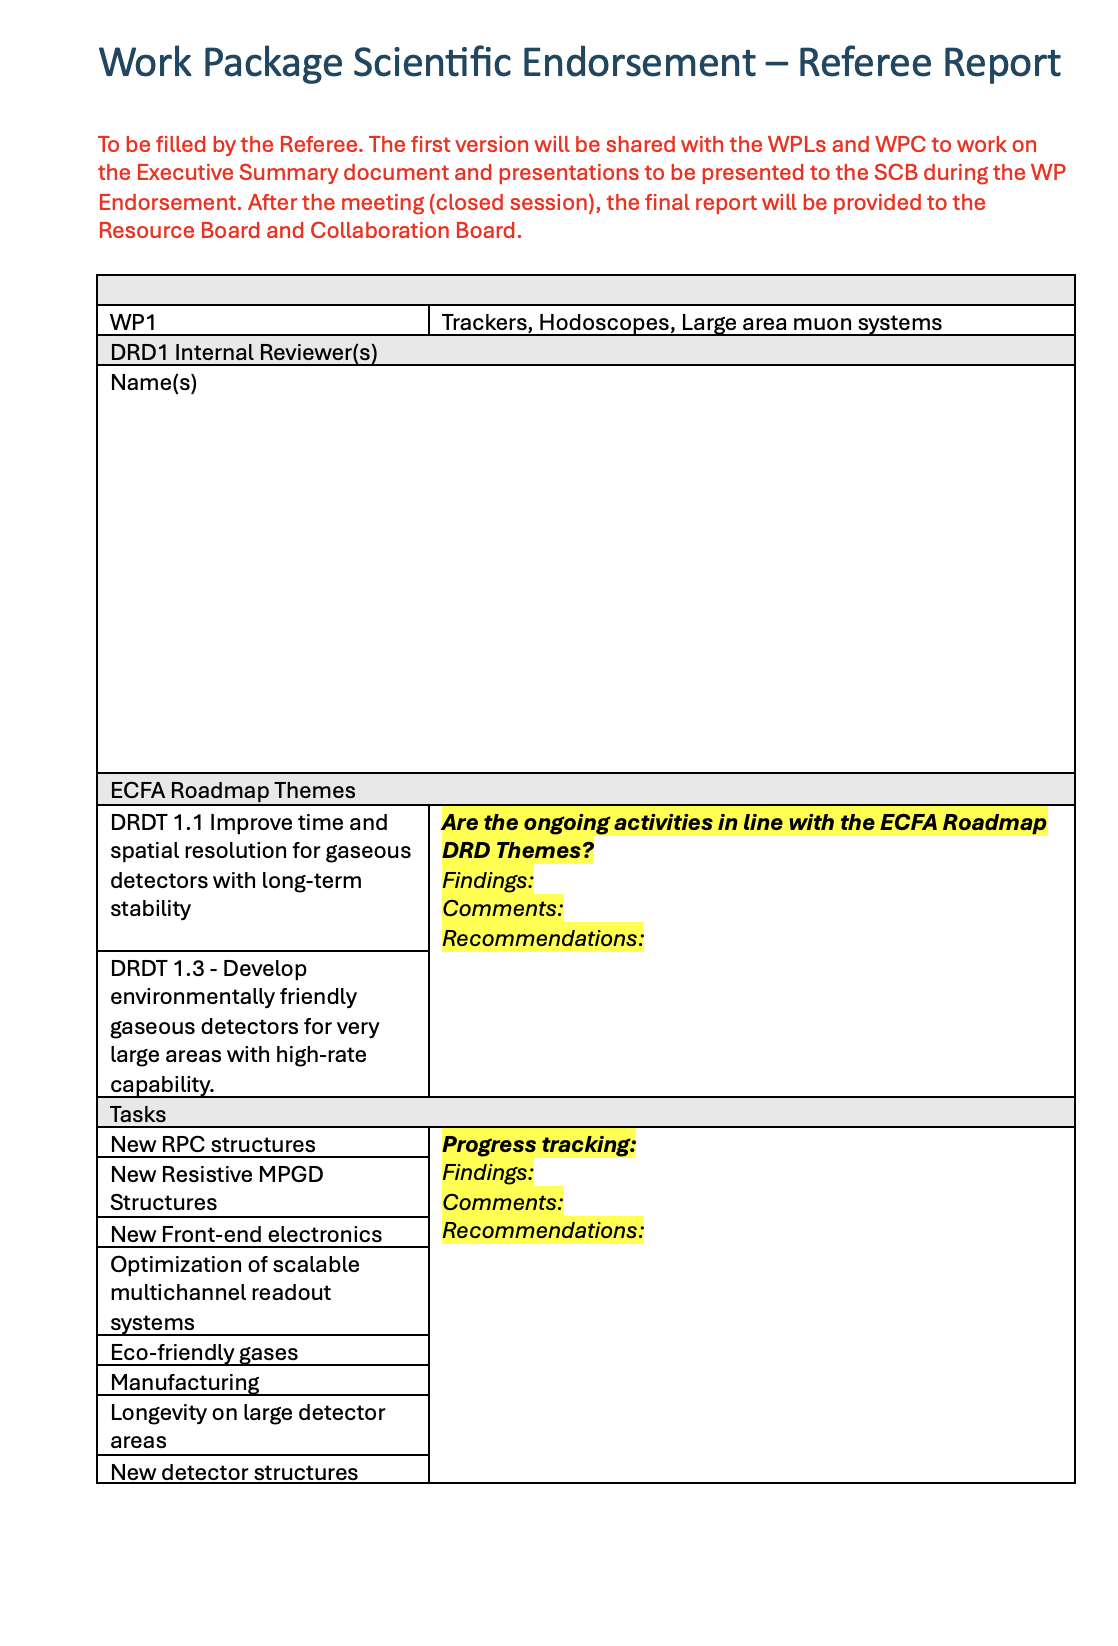 Work Package Scientific Endorsement – Referee Report
To be filled by the Referee. The first version will be shared with the WPLs and WPC to work on
the Executive Summary document and presentations to be presented to the SCB during the WP
Endorsement. After the meeting (closed session), the final report will be provided to the
Resource Board and Collaboration Board.
WP1
Trackers, Hodoscopes, Large area muon systems
DRD1 Internal Reviewer(s)
Name(s)
ECFA Roadmap Themes
DRDT 1.1 Improve time and
spatial resolution for gaseous
detectors with long-term
stability
Are the ongoing activities in line with the ECFA Roadmap
DRD Themes?
Findings:
Comments:
Recommendations:
DRDT 1.3 - Develop
environmentally friendly
gaseous detectors for very
large areas with high-rate
capability.
Tasks
New RPC structures
Progress tracking:
Findings:
Comments:
Recommendations:
New Resistive MPGD
Structures
New Front-end electronics
Optimization of scalable
multichannel readout
systems
Eco-friendly gases
Manufacturing
Longevity on large detector
areas
New detector structures